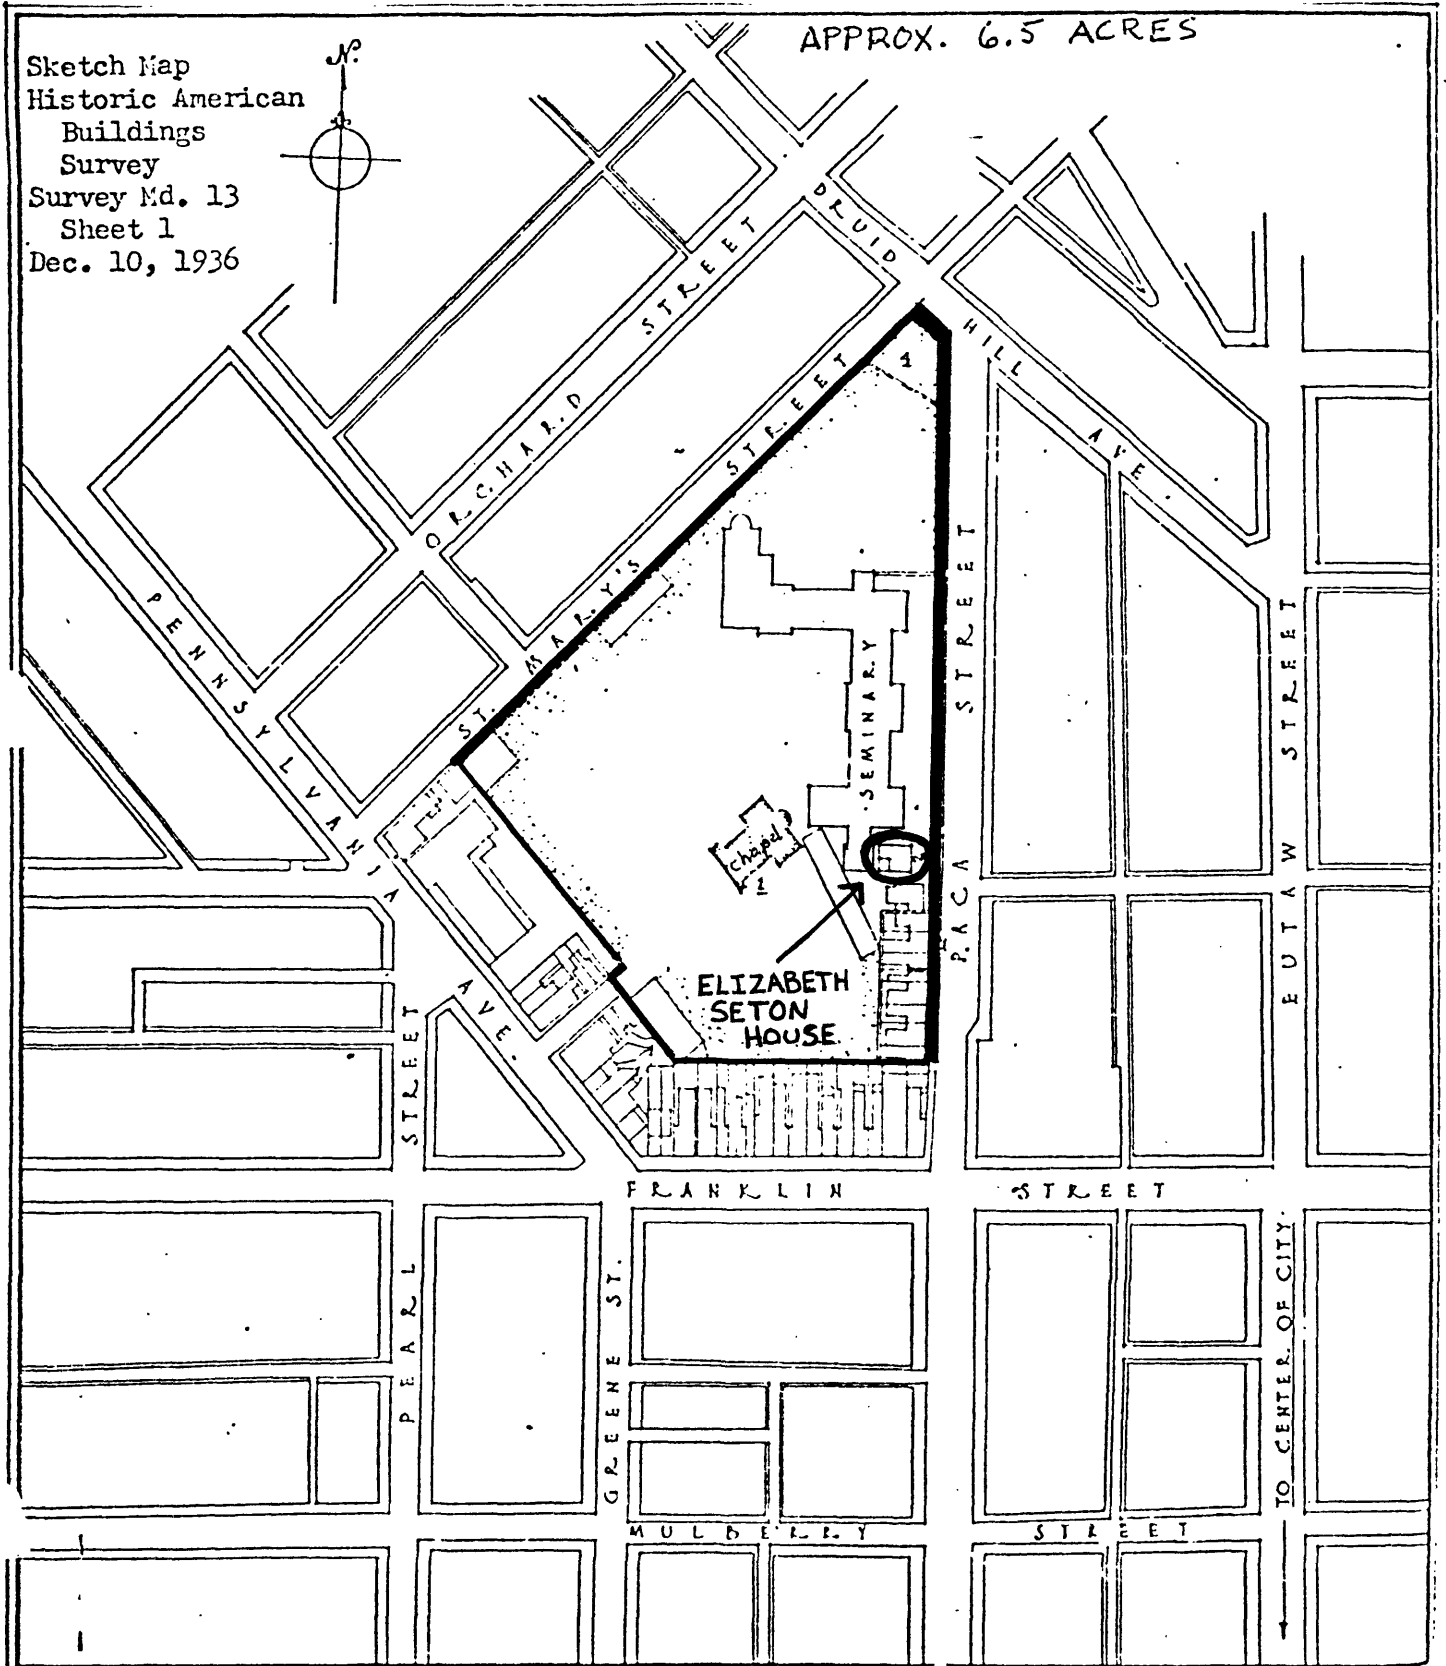 APPROX. 6.5 ACRES
Sketch Map
Historic American
Buildings
Survey
Survey Md. 13
Sheet 1
Dec. 10, 1936
N.
DRUID HILL AVE.
ORCHARD STREET
ST. MARY'S STREET
4
PENNSYLVANIA AVE.
SEMINARY
chapel
1
ELIZABETH
SETON
HOUSE
PACA STREET
EUTAW STREET
PEARL STREET
FRANKLIN STREET
GREENE ST.
MULBERRY STREET
TO CENTER OF CITY.